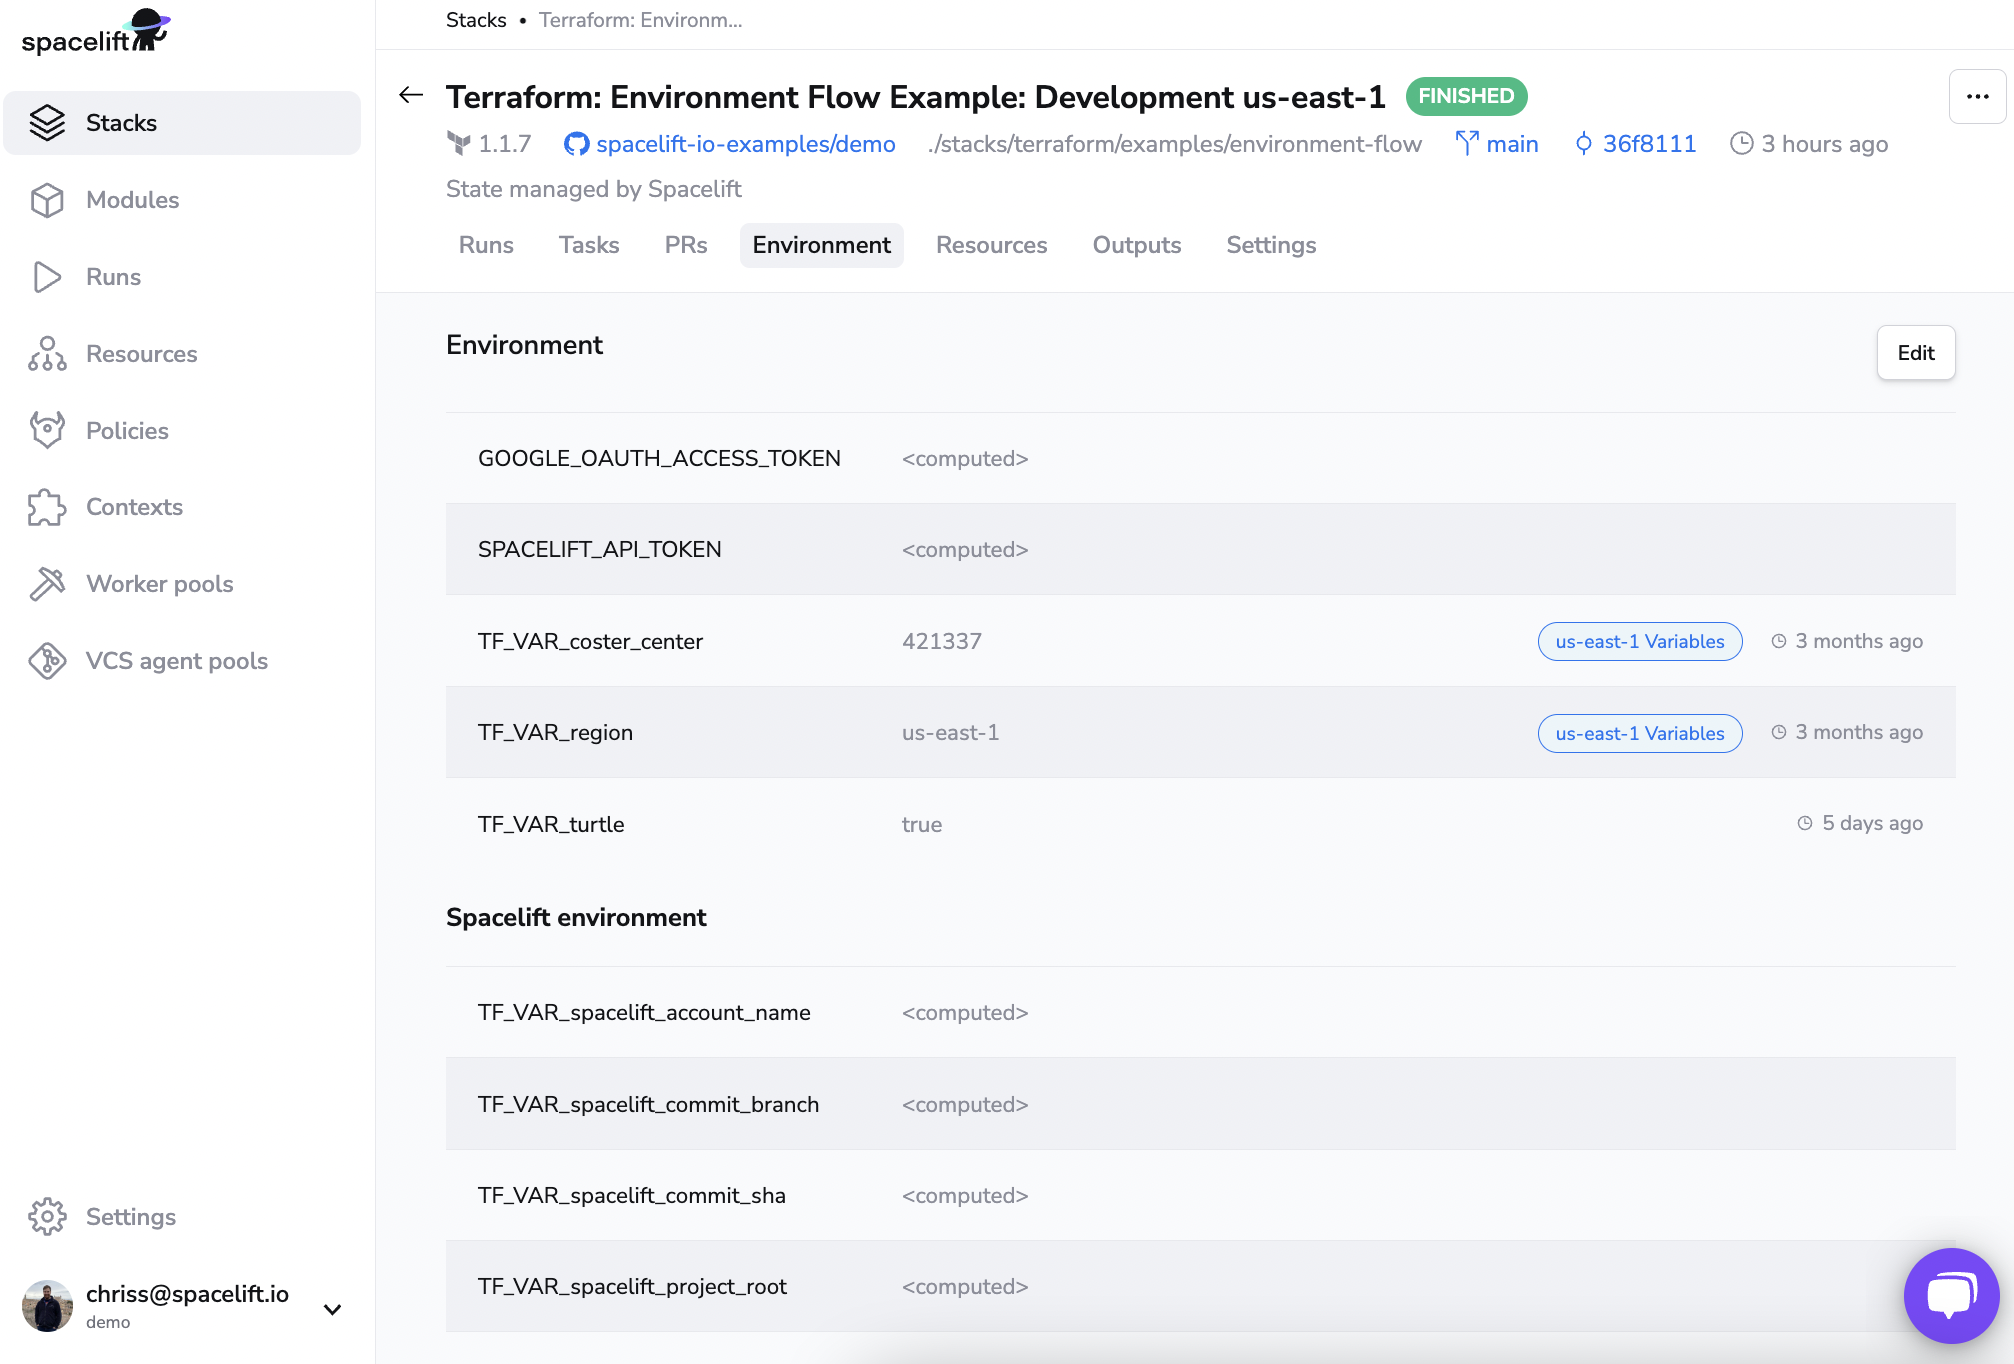 spacelift
Stacks • Terraform: Environm...
Stacks
Modules
Runs
Resources
Policies
Contexts
Worker pools
VCS agent pools
Settings
chriss@spacelift.io
demo
Terraform: Environment Flow Example: Development us-east-1 FINISHED
1.1.7 spacelift-io-examples/demo ./stacks/terraform/examples/environment-flow main 36f8111 3 hours ago
State managed by Spacelift
Runs Tasks PRs Environment Resources Outputs Settings
Environment
Edit
GOOGLE_OAUTH_ACCESS_TOKEN <computed>
SPACELIFT_API_TOKEN <computed>
TF_VAR_coster_center 421337 us-east-1 Variables 3 months ago
TF_VAR_region us-east-1 us-east-1 Variables 3 months ago
TF_VAR_turtle true 5 days ago
Spacelift environment
TF_VAR_spacelift_account_name <computed>
TF_VAR_spacelift_commit_branch <computed>
TF_VAR_spacelift_commit_sha <computed>
TF_VAR_spacelift_project_root <computed>